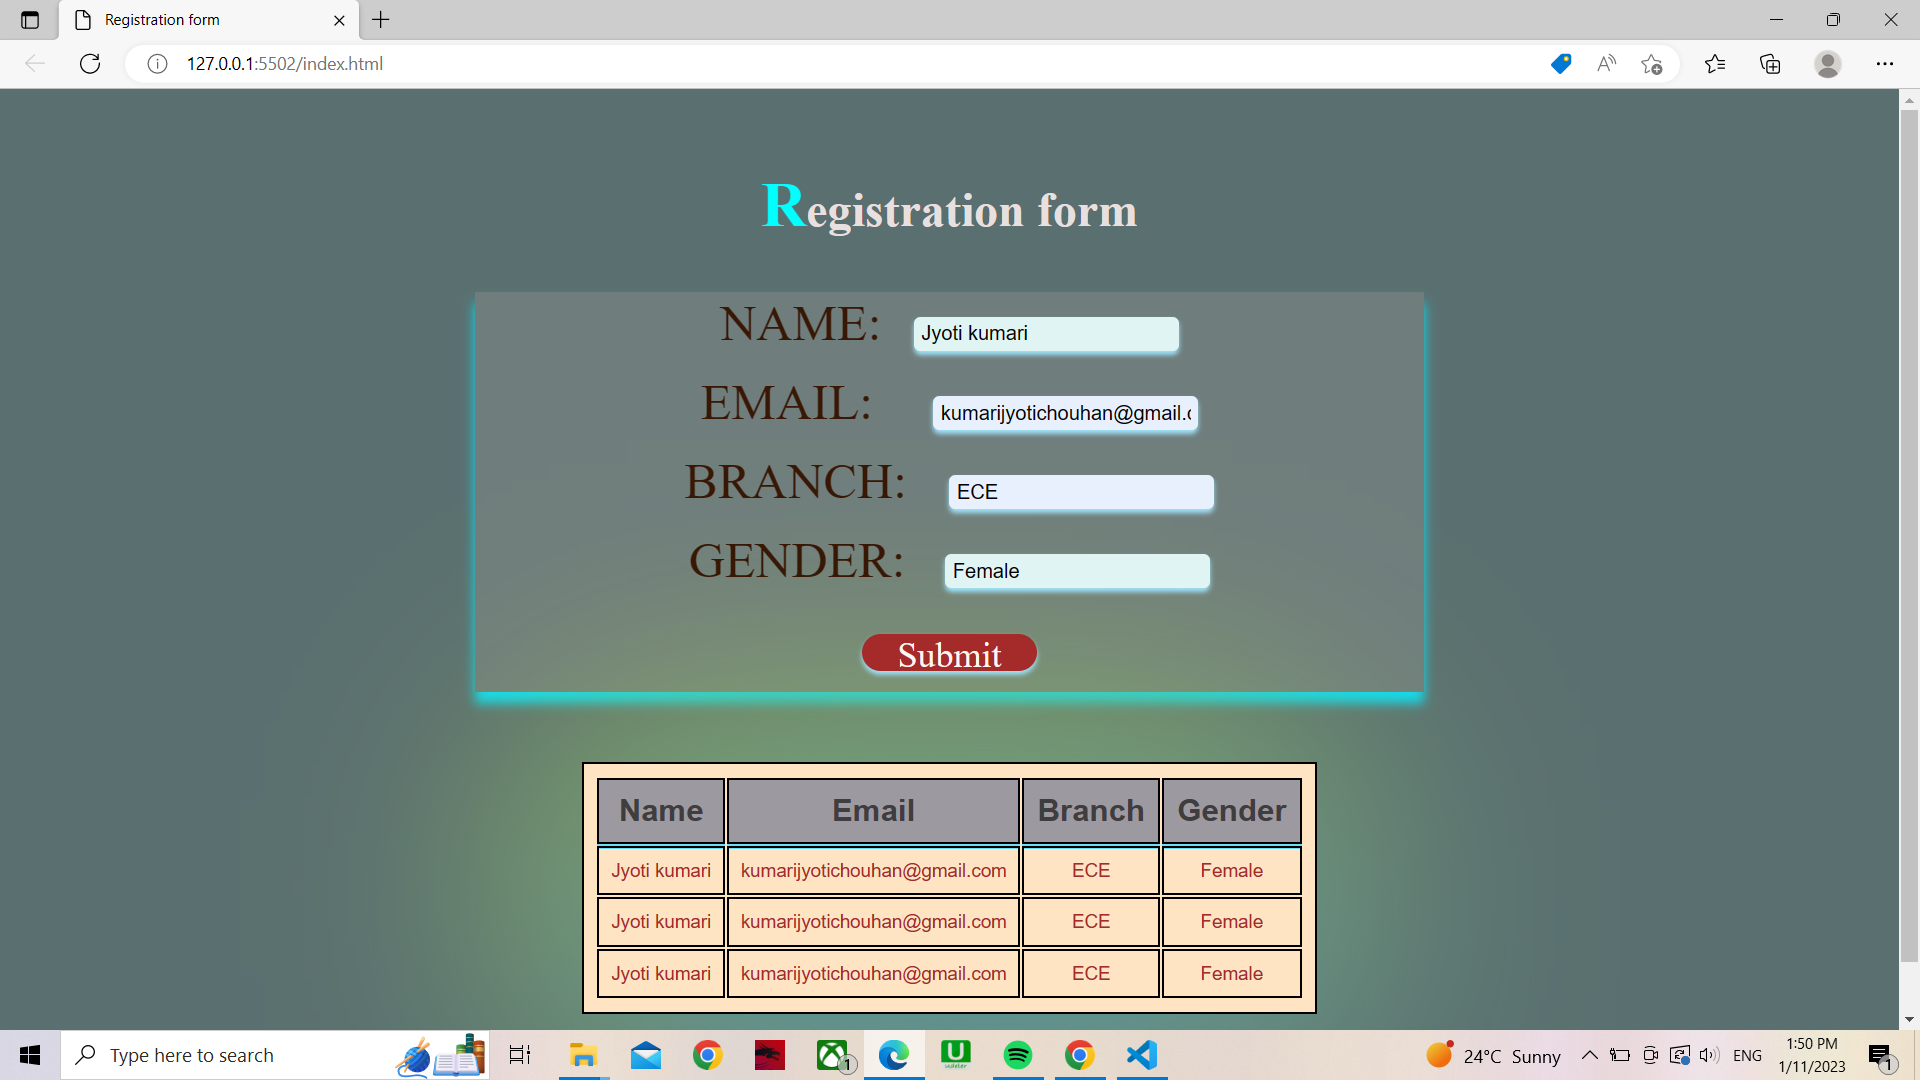 Registration form
127.0.0.1:5502/index.html
Registration form
NAME: Jyoti kumari
EMAIL: kumarijyotichouhan@gmail.c
BRANCH: ECE
GENDER: Female
Submit
Name Email Branch Gender
Jyoti kumari kumarijyotichouhan@gmail.com ECE Female
Jyoti kumari kumarijyotichouhan@gmail.com ECE Female
Jyoti kumari kumarijyotichouhan@gmail.com ECE Female
Type here to search
1
U
24°C Sunny
ENG
1:50 PM
1/11/2023
1